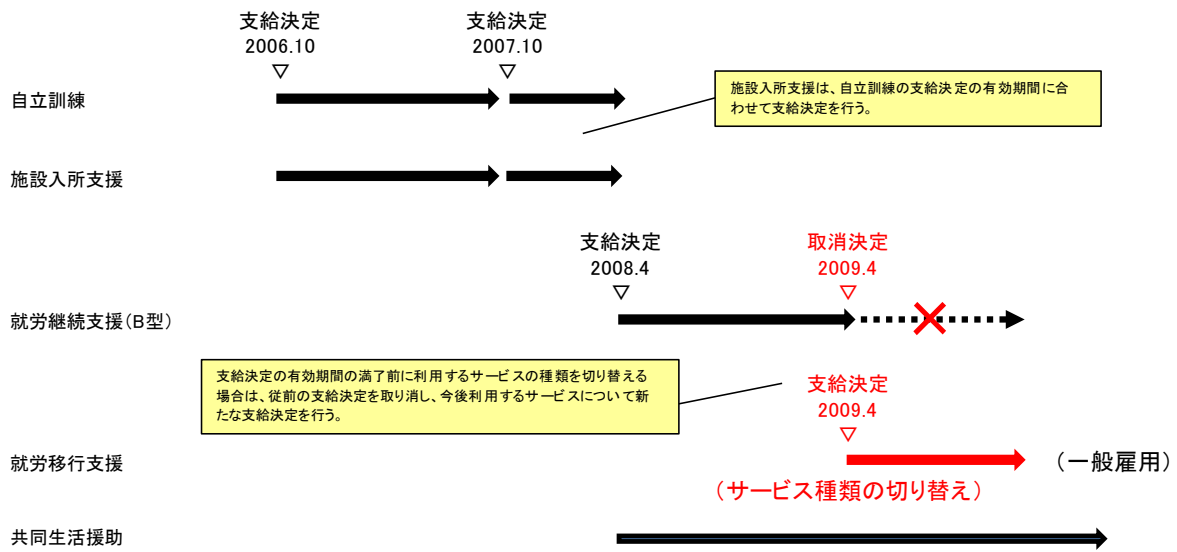 支給決定
2006.10
▽
支給決定
2007.10
▽
自立訓練
施設入所支援は、自立訓練の支給決定の有効期間に合
わせて支給決定を行う。
施設入所支援
支給決定
2008.4
▽
取消決定
2009.4
▽
就労継続支援(B型)
支給決定の有効期間の満了前に利用するサービスの種類を切り替える
場合は、従前の支給決定を取り消し、今後利用するサービスについて新
たな支給決定を行う。
支給決定
2009.4
▽
就労移行支援
(一般雇用)
(サービス種類の切り替え)
共同生活援助